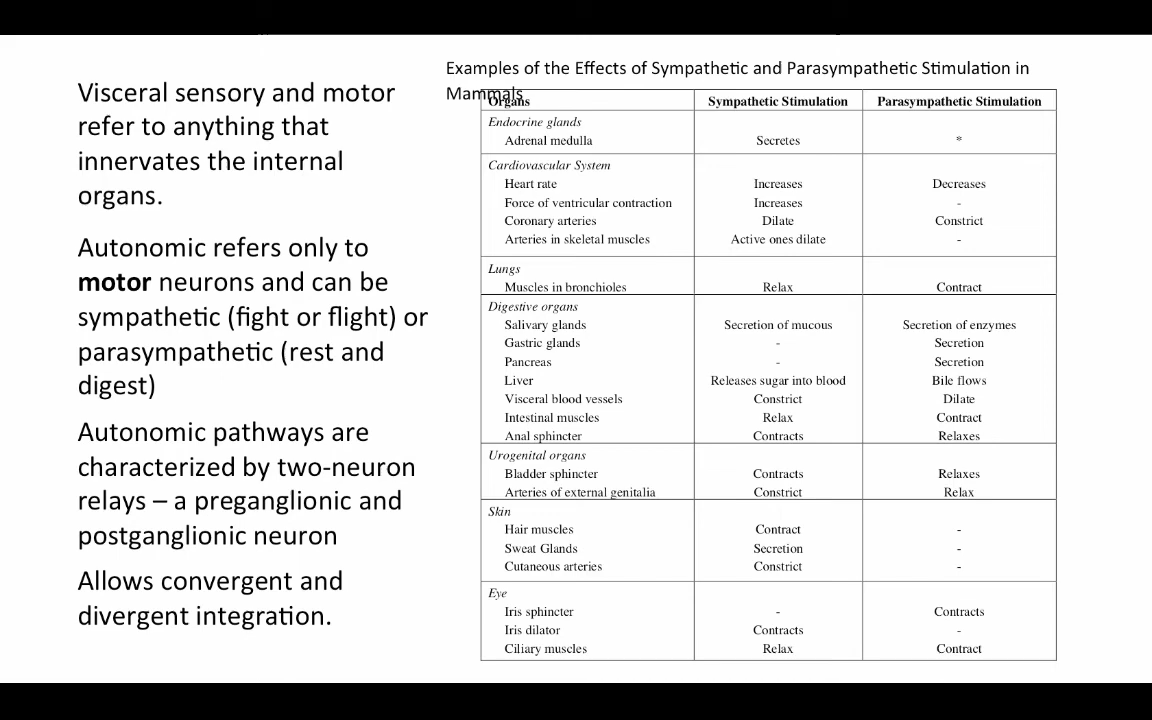 Visceral sensory and motor
refer to anything that
innervates the internal
organs.
Autonomic refers only to
motor neurons and can be
sympathetic (fight or flight) or
parasympathetic (rest and
digest)
Autonomic pathways are
characterized by two-neuron
relays – a preganglionic and
postganglionic neuron
Allows convergent and
divergent integration.
Examples of the Effects of Sympathetic and Parasympathetic Stimulation in
Mammals
Organs Sympathetic Stimulation Parasympathetic Stimulation
Endocrine glands
Adrenal medulla Secretes *
Cardiovascular System
Heart rate Increases Decreases
Force of ventricular contraction Increases -
Coronary arteries Dilate Constrict
Arteries in skeletal muscles Active ones dilate -
Lungs
Muscles in bronchioles Relax Contract
Digestive organs
Salivary glands Secretion of mucous Secretion of enzymes
Gastric glands - Secretion
Pancreas - Secretion
Liver Releases sugar into blood Bile flows
Visceral blood vessels Constrict Dilate
Intestinal muscles Relax Contract
Anal sphincter Contracts Relaxes
Urogenital organs
Bladder sphincter Contracts Relaxes
Arteries of external genitalia Constrict Relax
Skin
Hair muscles Contract -
Sweat Glands Secretion -
Cutaneous arteries Constrict -
Eye
Iris sphincter - Contracts
Iris dilator Contracts -
Ciliary muscles Relax Contract